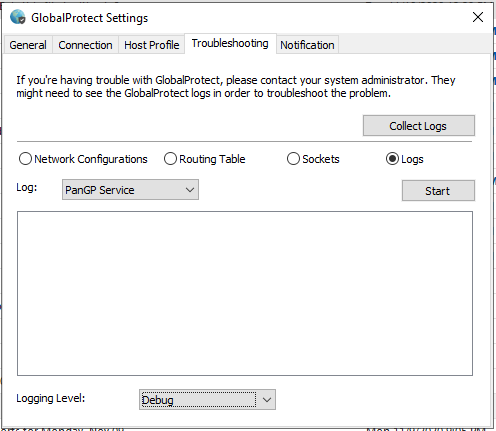 GlobalProtect Settings
General Connection Host Profile Troubleshooting Notification
If you're having trouble with GlobalProtect, please contact your system administrator. They
might need to see the GlobalProtect logs in order to troubleshoot the problem.
Collect Logs
Network Configurations Routing Table Sockets Logs
Log: PanGP Service Start
Logging Level: Debug